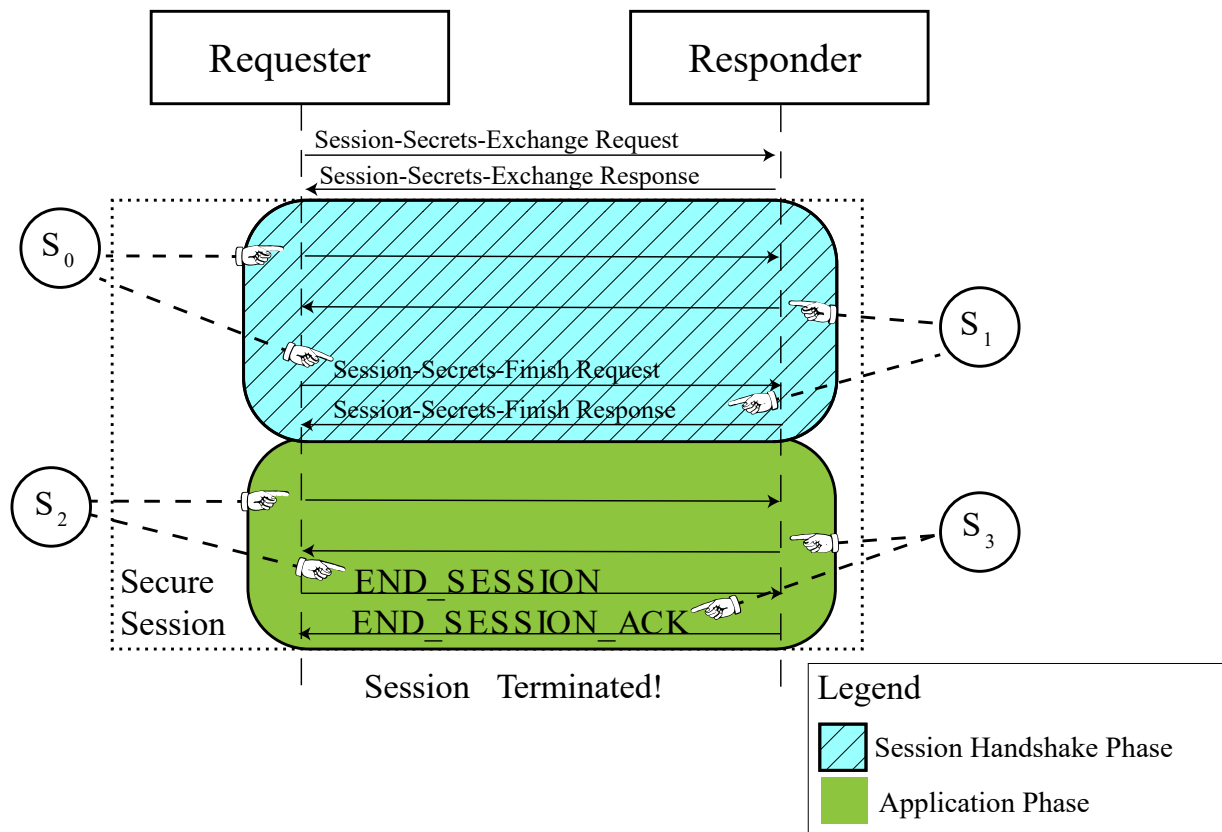 Requester
Responder
Session-Secrets-Exchange Request
Session-Secrets-Exchange Response
S0
S1
Session-Secrets-Finish Request
Session-Secrets-Finish Response
S2
S3
Secure
Session
END_SESSION
END_SESSION_ACK
Session Terminated!
Legend
Session Handshake Phase
Application Phase